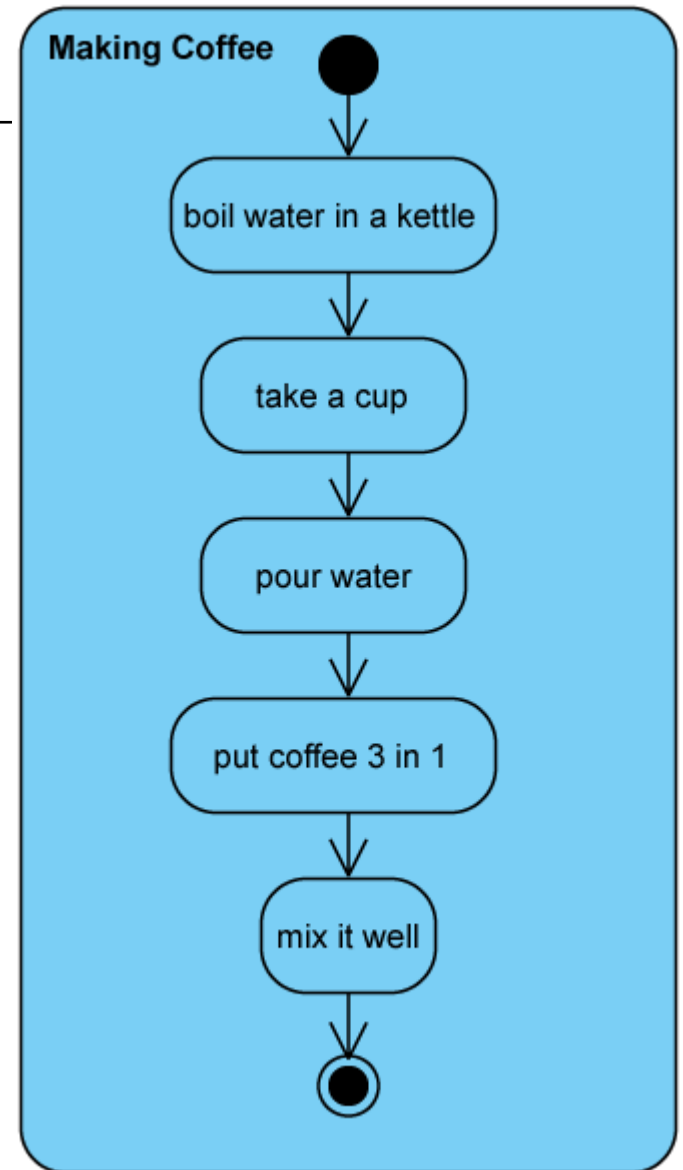 Making Coffee
boil water in a kettle
take a cup
pour water
put coffee 3 in 1
mix it well